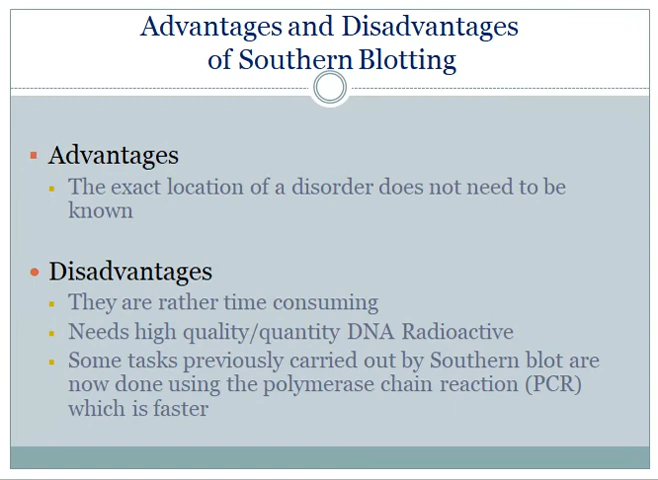 Advantages and Disadvantages
of Southern Blotting
Advantages
The exact location of a disorder does not need to be
known
Disadvantages
They are rather time consuming
Needs high quality/quantity DNA Radioactive
Some tasks previously carried out by Southern blot are
now done using the polymerase chain reaction (PCR)
which is faster